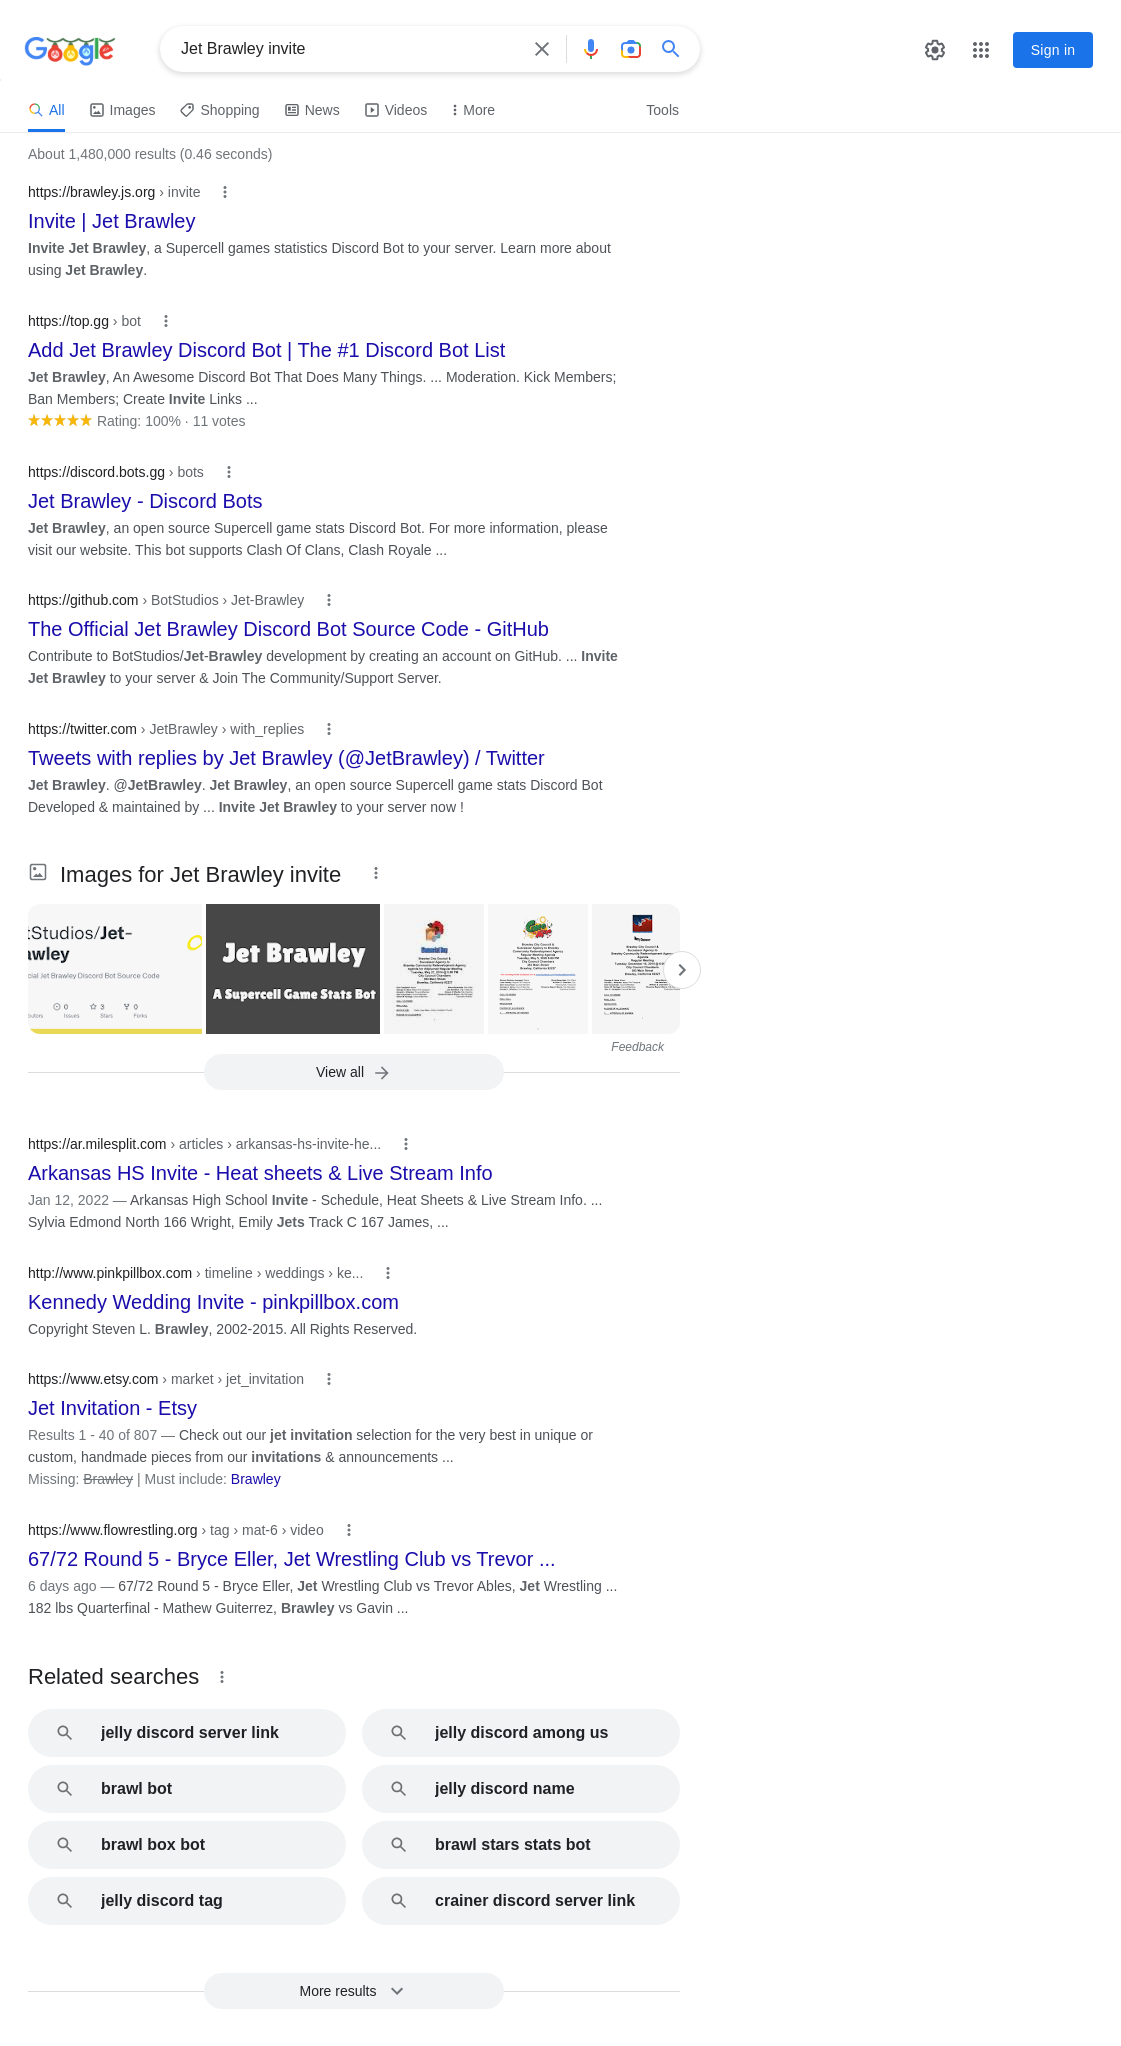 Google
Jet Brawley invite
Sign in
All
Images
Shopping
News
Videos
More
Tools
About 1,480,000 results (0.46 seconds)
https://brawley.js.org › invite
Invite | Jet Brawley
Invite Jet Brawley, a Supercell games statistics Discord Bot to your server. Learn more about
using Jet Brawley.
https://top.gg › bot
Add Jet Brawley Discord Bot | The #1 Discord Bot List
Jet Brawley, An Awesome Discord Bot That Does Many Things. ... Moderation. Kick Members;
Ban Members; Create Invite Links ...
Rating: 100% · 11 votes
https://discord.bots.gg › bots
Jet Brawley - Discord Bots
Jet Brawley, an open source Supercell game stats Discord Bot. For more information, please
visit our website. This bot supports Clash Of Clans, Clash Royale ...
https://github.com › BotStudios › Jet-Brawley
The Official Jet Brawley Discord Bot Source Code - GitHub
Contribute to BotStudios/Jet-Brawley development by creating an account on GitHub. ... Invite
Jet Brawley to your server & Join The Community/Support Server.
https://twitter.com › JetBrawley › with_replies
Tweets with replies by Jet Brawley (@JetBrawley) / Twitter
Jet Brawley. @JetBrawley. Jet Brawley, an open source Supercell game stats Discord Bot
Developed & maintained by ... Invite Jet Brawley to your server now !
Images for Jet Brawley invite
tStudios/Jet-
awley
cial Jet Brawley Discord Bot Source Code
0
3
0
Issues
Stars
Forks
Jet Brawley
A Supercell Game Stats Bot
Memorial Day
Feedback
View all
https://ar.milesplit.com › articles › arkansas-hs-invite-he...
Arkansas HS Invite - Heat sheets & Live Stream Info
Jan 12, 2022 — Arkansas High School Invite - Schedule, Heat Sheets & Live Stream Info. ...
Sylvia Edmond North 166 Wright, Emily Jets Track C 167 James, ...
http://www.pinkpillbox.com › timeline › weddings › ke...
Kennedy Wedding Invite - pinkpillbox.com
Copyright Steven L. Brawley, 2002-2015. All Rights Reserved.
https://www.etsy.com › market › jet_invitation
Jet Invitation - Etsy
Results 1 - 40 of 807 — Check out our jet invitation selection for the very best in unique or
custom, handmade pieces from our invitations & announcements ...
Missing: Brawley | Must include: Brawley
https://www.flowrestling.org › tag › mat-6 › video
67/72 Round 5 - Bryce Eller, Jet Wrestling Club vs Trevor ...
6 days ago — 67/72 Round 5 - Bryce Eller, Jet Wrestling Club vs Trevor Ables, Jet Wrestling ...
182 lbs Quarterfinal - Mathew Guiterrez, Brawley vs Gavin ...
Related searches
jelly discord server link
jelly discord among us
brawl bot
jelly discord name
brawl box bot
brawl stars stats bot
jelly discord tag
crainer discord server link
More results